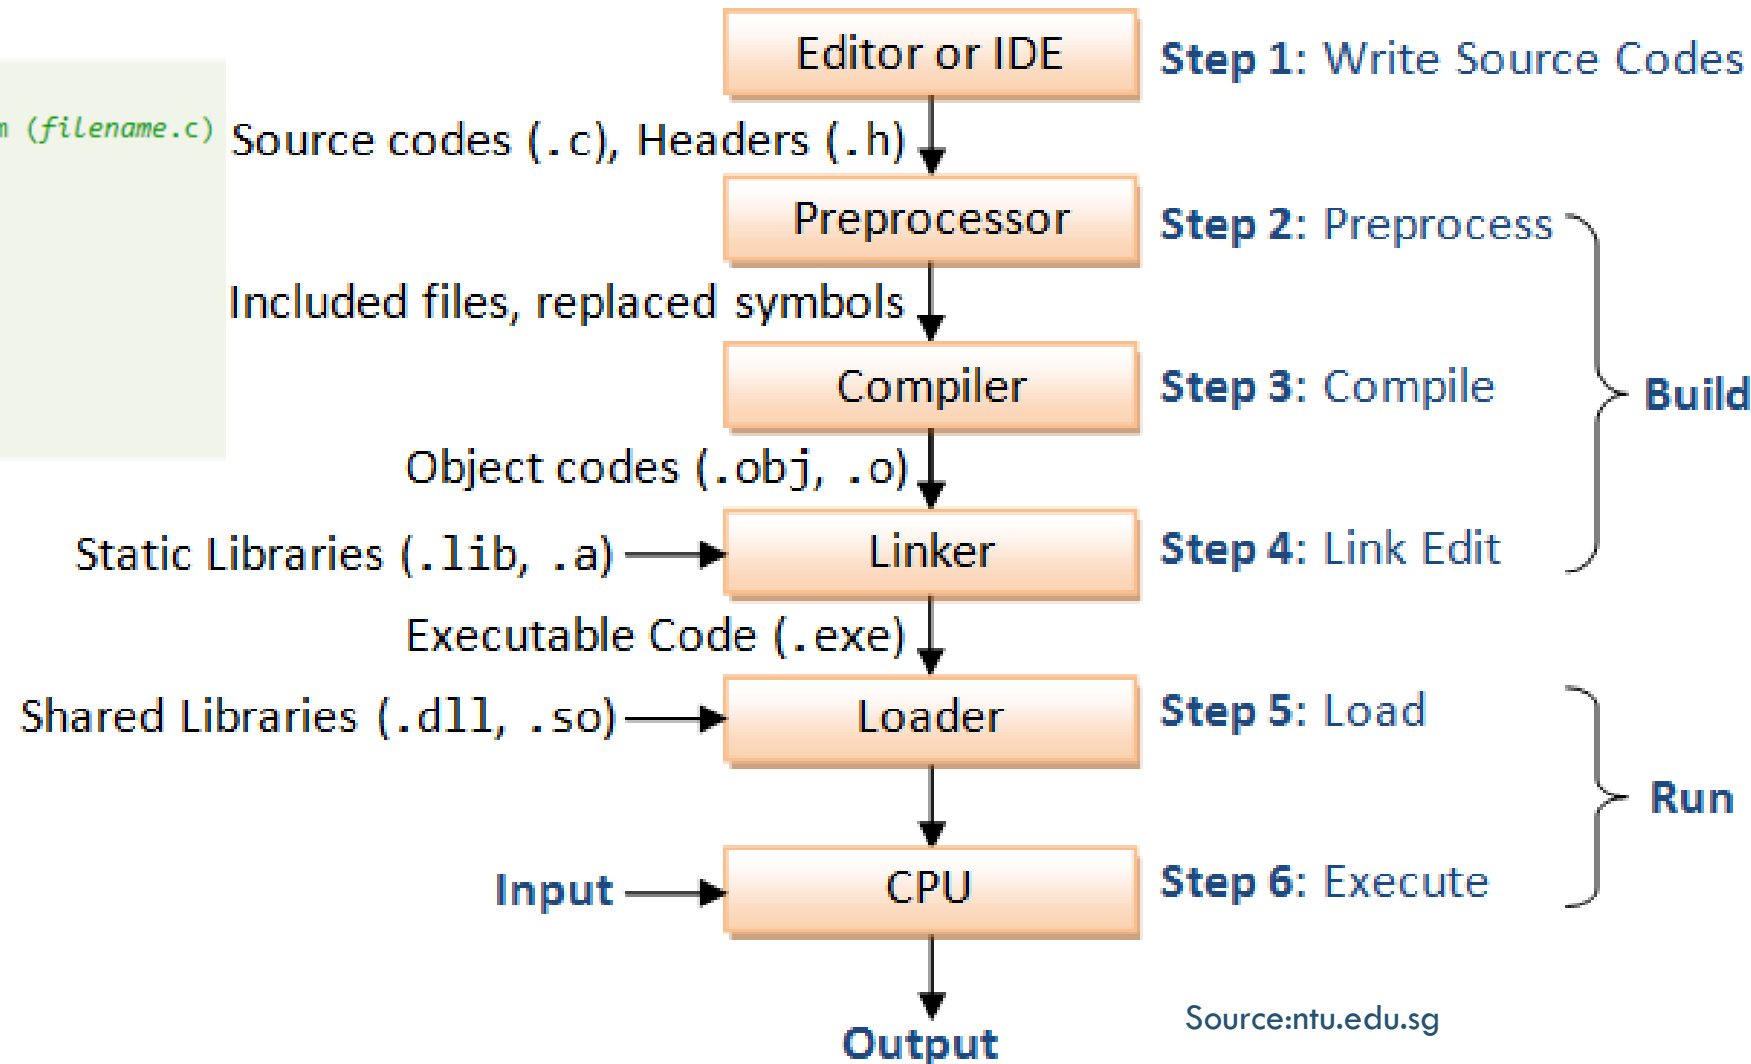 Editor or IDE
Step 1: Write Source Codes
(filename.c)
Source codes (.c), Headers (.h)
Preprocessor
Step 2: Preprocess
Included files, replaced symbols
Compiler
Step 3: Compile
Build
Object codes (.obj, .o)
Static Libraries (.lib, .a)
Linker
Step 4: Link Edit
Executable Code (.exe)
Shared Libraries (.dll, .so)
Loader
Step 5: Load
Run
Input
CPU
Step 6: Execute
Output
Source:ntu.edu.sg